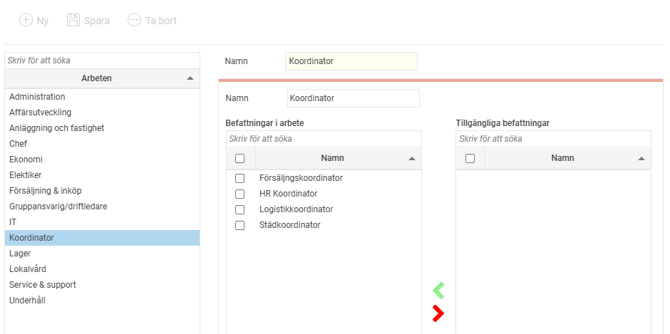 Ny Spara Ta bort
Skriv för att söka
Arbeten
Administration
Affärsutveckling
Anläggning och fastighet
Chef
Ekonomi
Elektiker
Försäljning & inköp
Gruppansvarig/driftledare
IT
Koordinator
Lager
Lokalvård
Service & support
Underhåll
Namn Koordinator
Namn Koordinator
Befattningar i arbete
Skriv för att söka
Namn
Försäljngskoordinator
HR Koordinator
Logistikkoordinator
Städkoordinator
Tillgängliga befattningar
Skriv för att söka
Namn